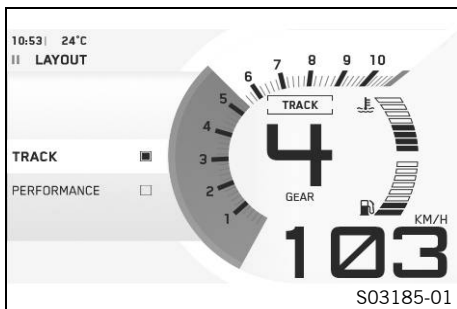 10:53| 24°C
II LAYOUT
TRACK
PERFORMANCE
1
2
3
4
5
6
7
8
9
10
TRACK
4
GEAR
KM/H
103
S03185-01